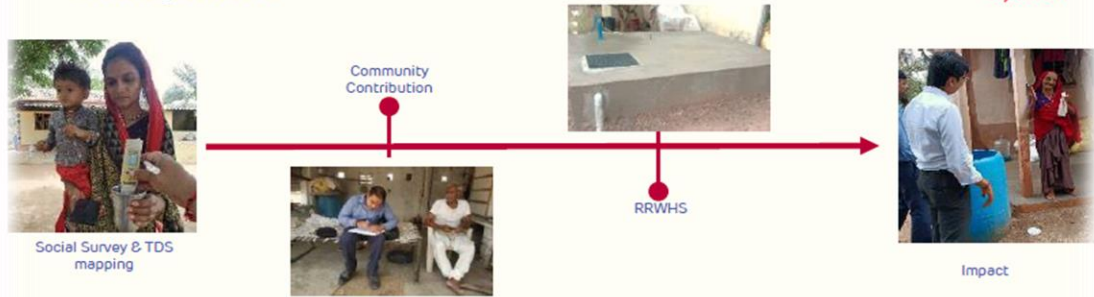 Community
Contribution
RRWHS
Social Survey & TDS
mapping
Impact